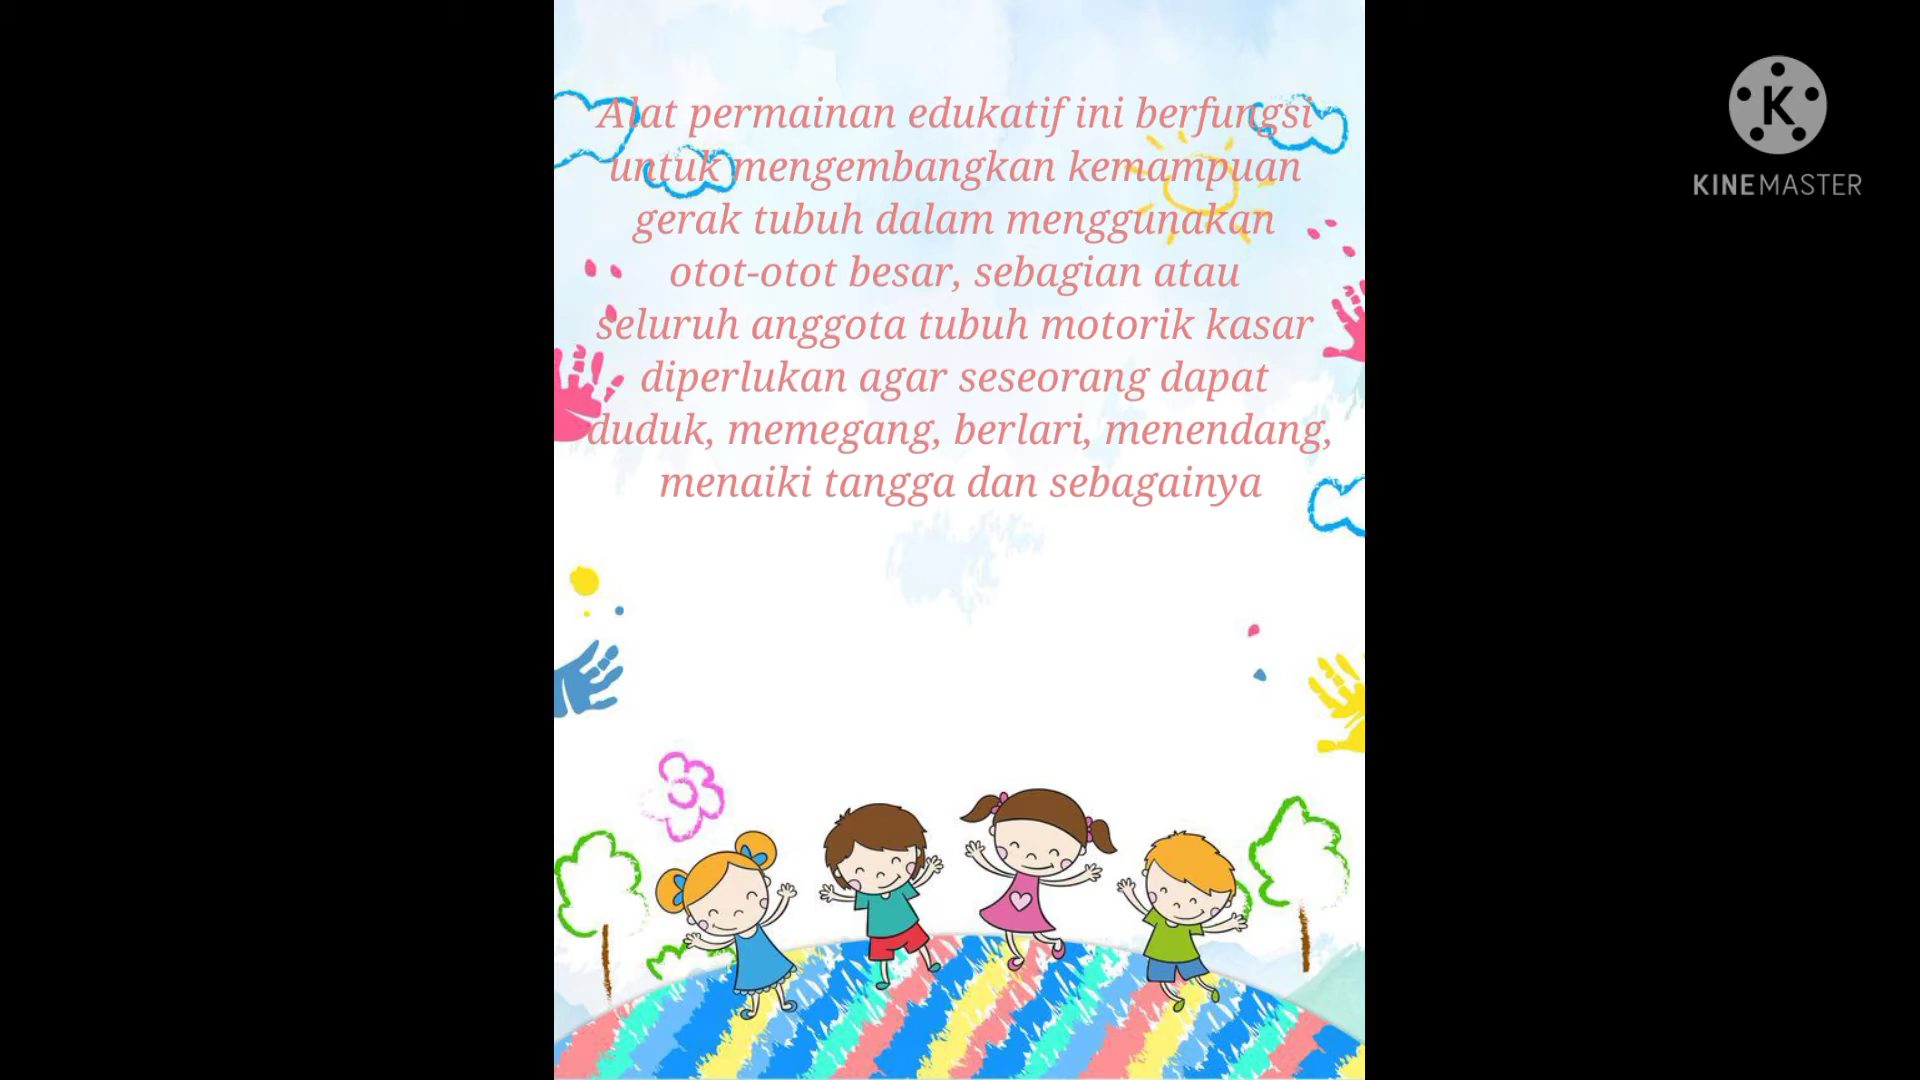 Alat permainan edukatif ini berfungsi
untuk mengembangkan kemampuan
gerak tubuh dalam menggunakan
otot-otot besar, sebagian atau
seluruh anggota tubuh motorik kasar
diperlukan agar seseorang dapat
duduk, memegang, berlari, menendang,
menaiki tangga dan sebagainya
K
KINEMASTER